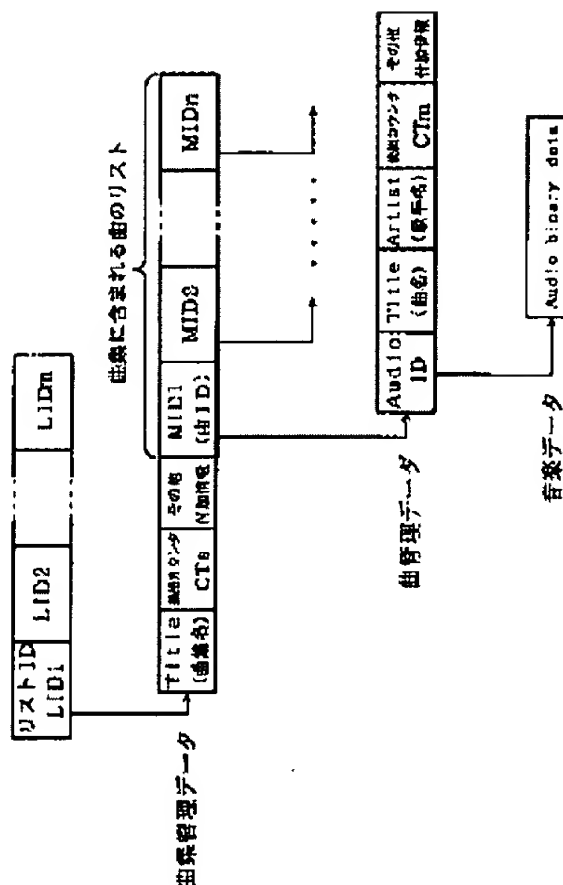 リストID
LID1
LID2
LIDm
曲集に含まれる曲のリスト
Title
(曲集名)
CTs
その他
MID1
(曲ID)
MID2
MIDn
曲集管理データ
Audio
ID
Title
(曲名)
Artist
(歌手名)
CTm
その他
付加情報
曲管理データ
Audio binary data
音楽データ